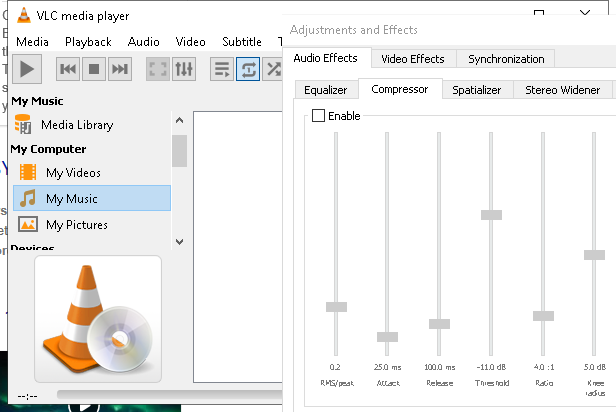 VLC media player
Media Playback Audio Video Subtitle T
My Music
Media Library
My Computer
My Videos
My Music
My Pictures
Devices
--:--
Adjustments and Effects
Audio Effects Video Effects Synchronization
Equalizer Compressor Spatializer Stereo Widener
Enable
0.2 25.0 ms 100.0 ms -11.0 dB 4.0 :1 5.0 dB
RMS/peak Attack Release Threshold Ratio Knee
radius